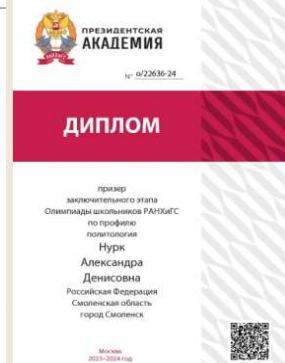 ПРЕЗИДЕНТСКАЯ
АКАДЕМИЯ
РАНХиГС
№ о/22636-24
ДИПЛОМ
призер
заключительного этапа
Олимпиады школьников РАНХиГС
по профилю
политология
Нурк
Александра
Денисовна
Российская Федерация
Смоленская область
город Смоленск
Москва
2023–2024 год